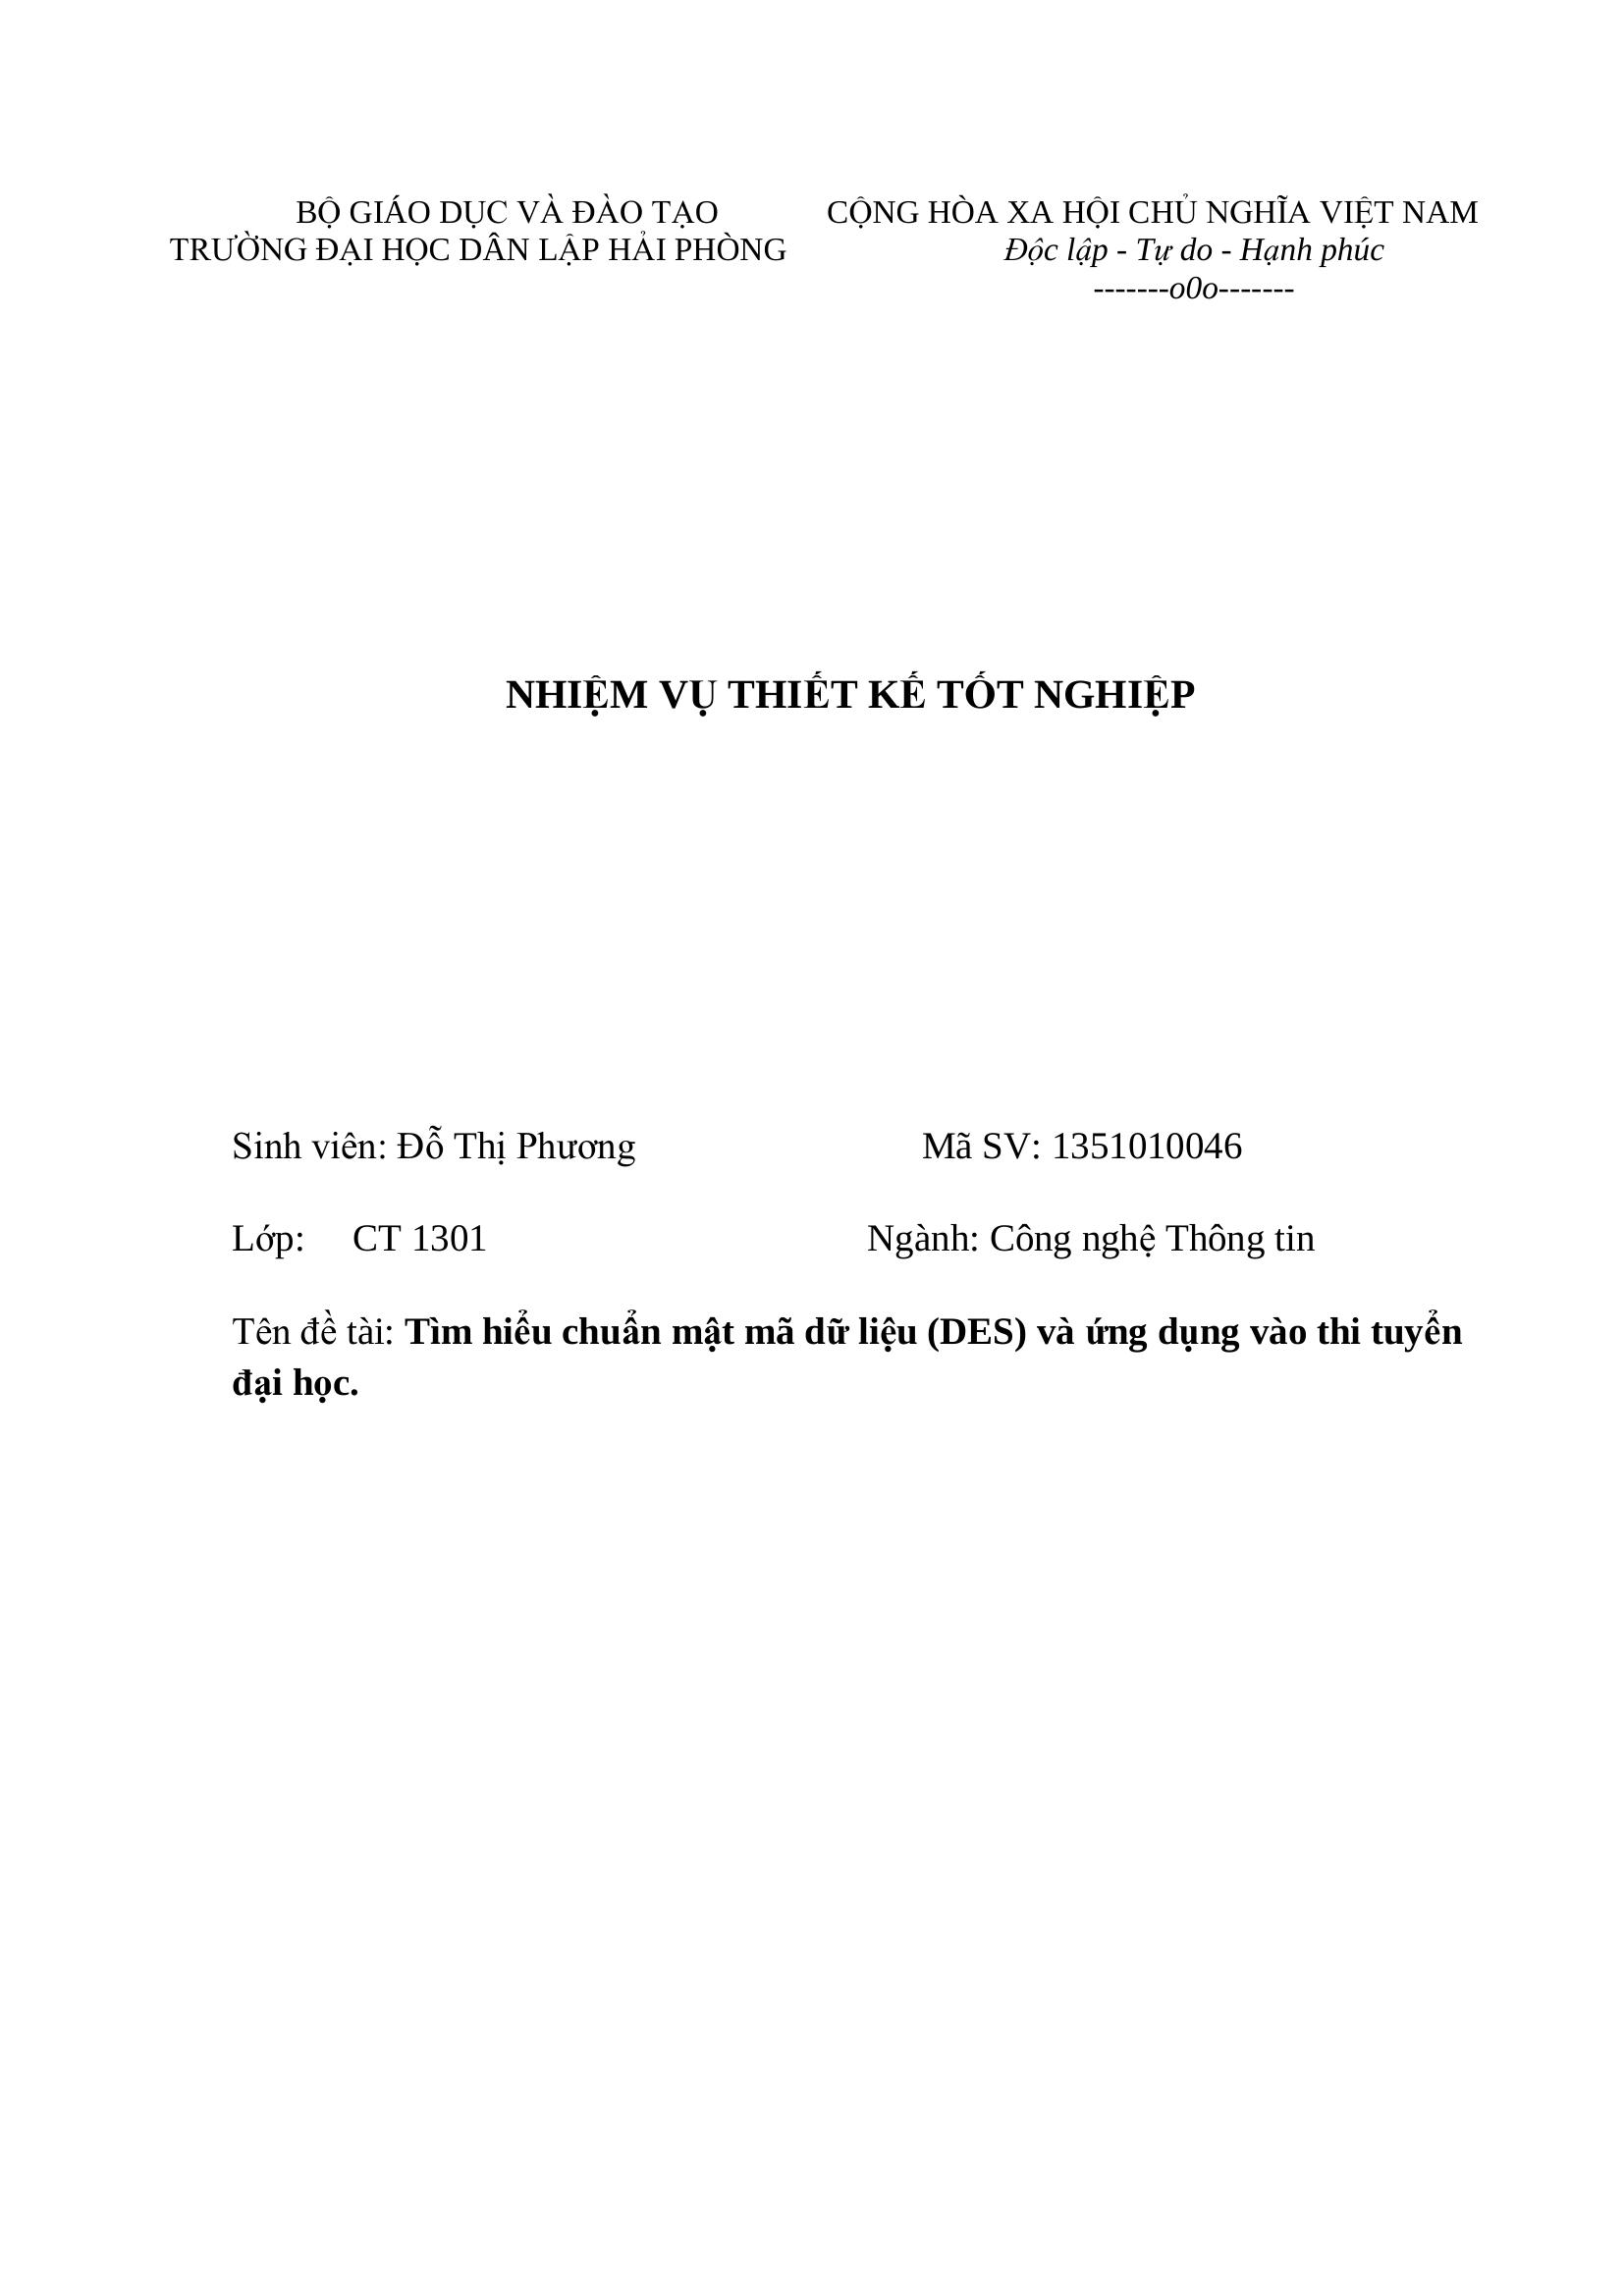 BỘ GIÁO DỤC VÀ ĐÀO TẠO
TRƯỜNG ĐẠI HỌC DÂN LẬP HẢI PHÒNG
CỘNG HÒA XA HỘI CHỦ NGHĨA VIỆT NAM
Độc lập - Tự do - Hạnh phúc
-------o0o-------
NHIỆM VỤ THIẾT KẾ TỐT NGHIỆP
Sinh viên: Đỗ Thị Phương Mã SV: 1351010046
Lớp: CT 1301 Ngành: Công nghệ Thông tin
Tên đề tài: Tìm hiểu chuẩn mật mã dữ liệu (DES) và ứng dụng vào thi tuyển
đại học.